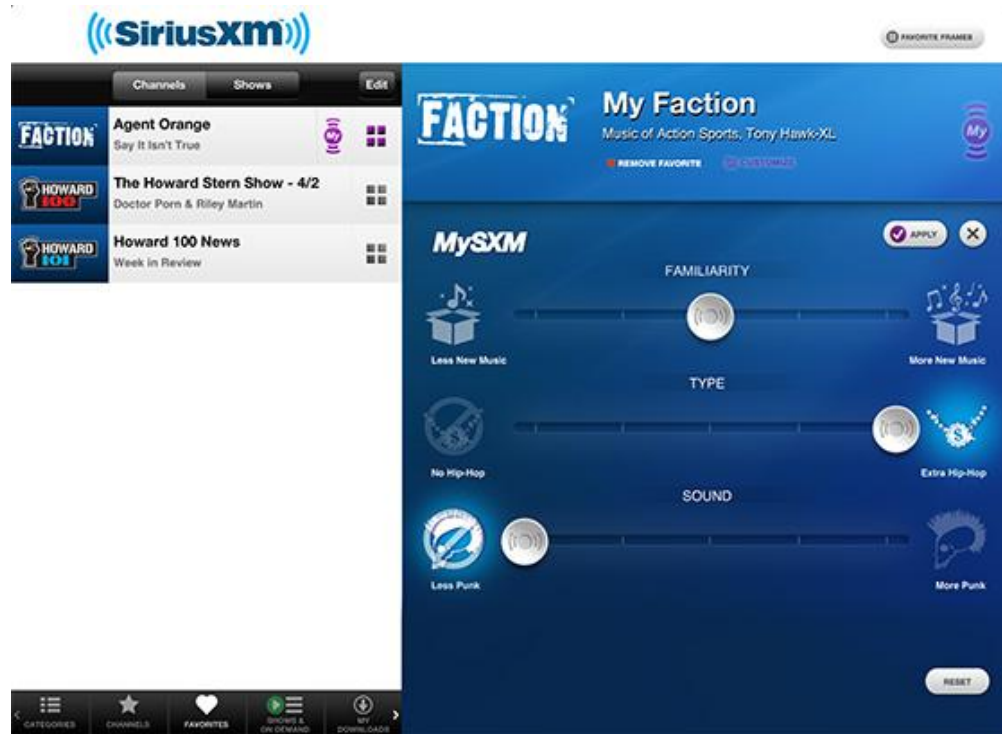 ((SiriusXM))
FAVORITE FRAMES
Channels Shows Edit
FACTION
Agent Orange
Say It Isn't True
My
HOWARD 100
The Howard Stern Show - 4/2
Doctor Porn & Riley Martin
HOWARD 101
Howard 100 News
Week in Review
FACTION
My Faction
Music of Action Sports, Tony Hawk-XL
REMOVE FAVORITE CUSTOMIZE
My
MySXM
APPLY
FAMILIARITY
Less New Music More New Music
TYPE
No Hip-Hop Extra Hip-Hop
SOUND
Less Punk More Punk
RESET
CATEGORIES CHANNELS FAVORITES SHOWS & ON DEMAND MY DOWNLOADS